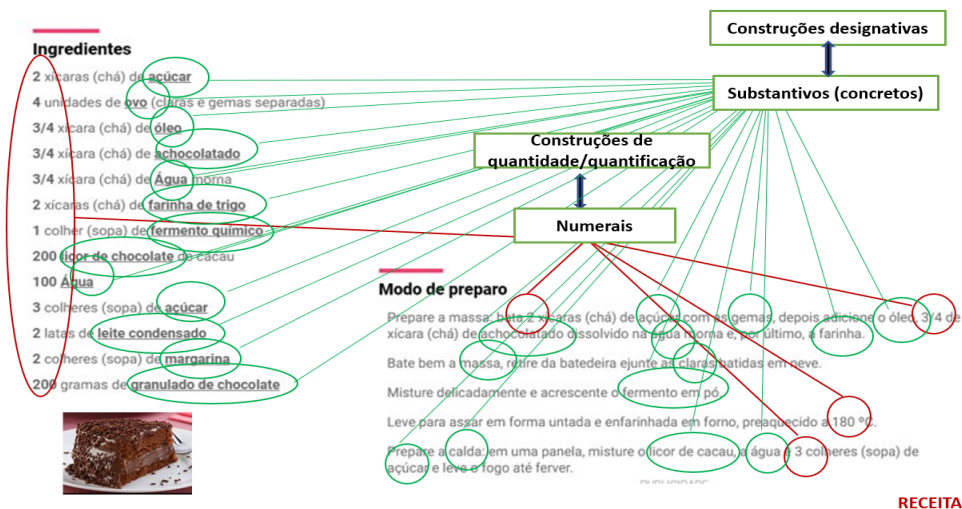 Construções designativas
Substantivos (concretos)
Construções de
quantidade/quantificação
Numerais
Ingredientes
2 xícaras (chá) de açúcar
4 unidades de ovo (claras e gemas separadas)
3/4 xícara (chá) de óleo
3/4 xícara (chá) de achocolatado
3/4 xícara (chá) de Água morna
2 xícaras (chá) de farinha de trigo
1 colher (sopa) de fermento químico
200 licor de chocolate de cacau
100 Água
3 colheres (sopa) de açúcar
2 latas de leite condensado
2 colheres (sopa) de margarina
200 gramas de granulado de chocolate
Modo de preparo
Prepare a massa, bata 2 xícaras (chá) de açúcar com as gemas, depois adicione o óleo, 3/4 de
xícara (chá) de achocolatado dissolvido na água morna e, por último, a farinha.
Bate bem a massa, retire da batedeira ejunte as claras batidas em neve.
Misture delicadamente e acrescente o fermento em pó.
Leve para assar em forma untada e enfarinhada em forno, preaquecido a 180 ºC.
Prepare a calda: em uma panela, misture o licor de cacau, a água e 3 colheres (sopa) de
açúcar e leve o fogo até ferver.
PUBLICIDADE
RECEITA